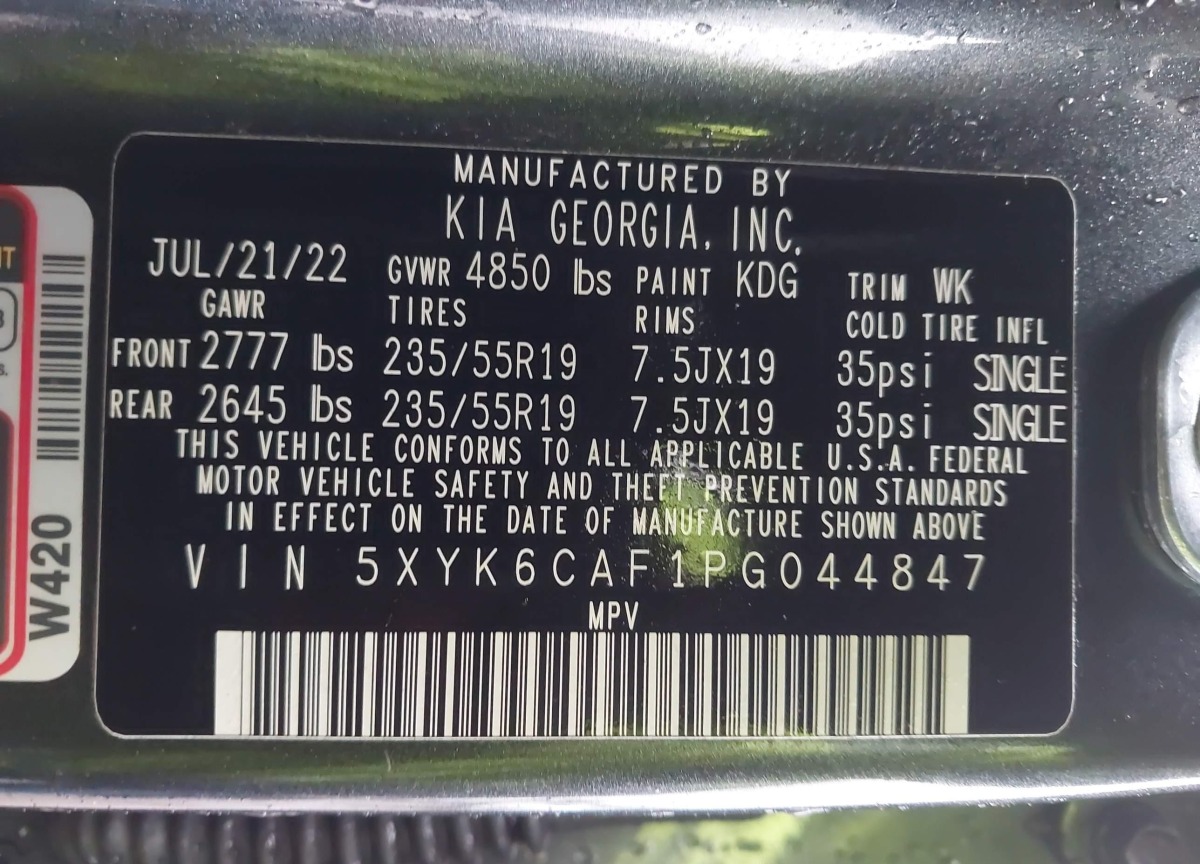 MANUFACTURED BY
KIA GEORGIA, INC.
JUL/21/22 GVWR 4850 lbs PAINT KDG TRIM WK
GAWR TIRES RIMS COLD TIRE INFL
FRONT 2777 lbs 235/55R19 7.5JX19 35psi SINGLE
REAR 2645 lbs 235/55R19 7.5JX19 35psi SINGLE
THIS VEHICLE CONFORMS TO ALL APPLICABLE U.S.A. FEDERAL
MOTOR VEHICLE SAFETY AND THEFT PREVENTION STANDARDS
IN EFFECT ON THE DATE OF MANUFACTURE SHOWN ABOVE
VIN 5XYK6CAF1PG044847
MPV
W420